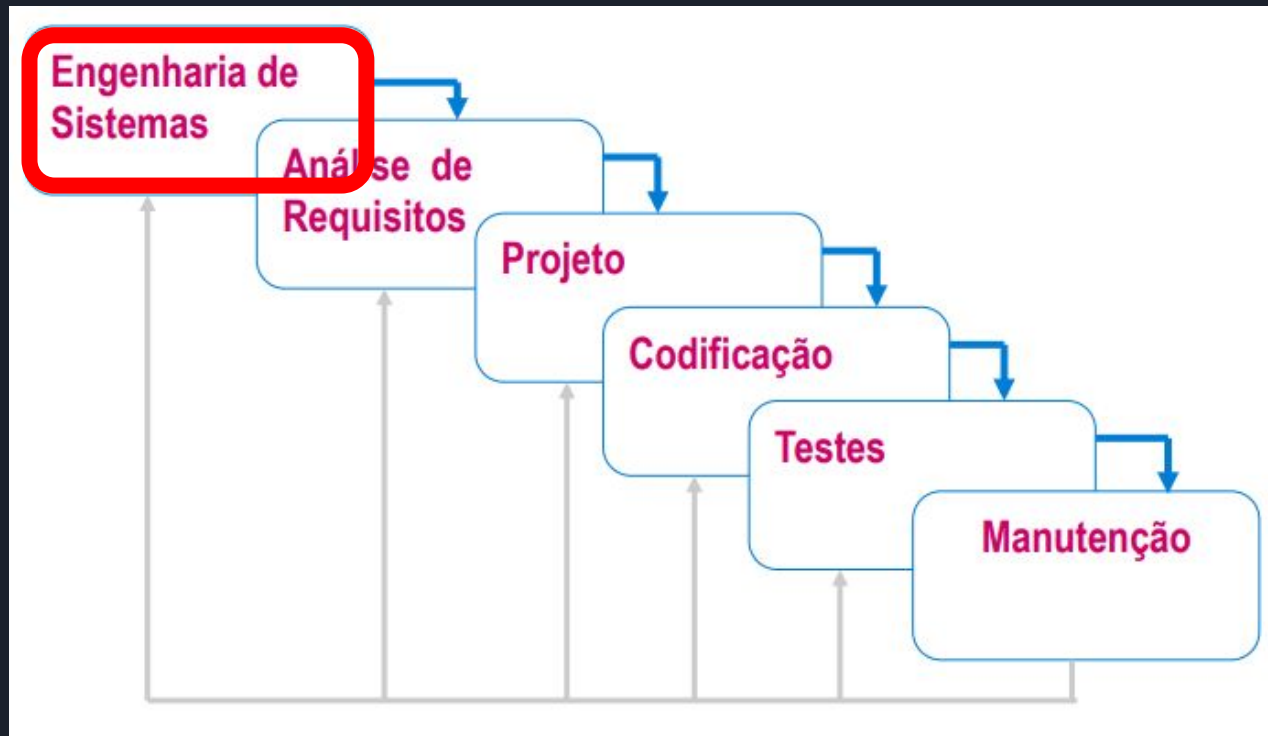 Engenharia de
Sistemas
Análise de
Requisitos
Projeto
Codificação
Testes
Manutenção